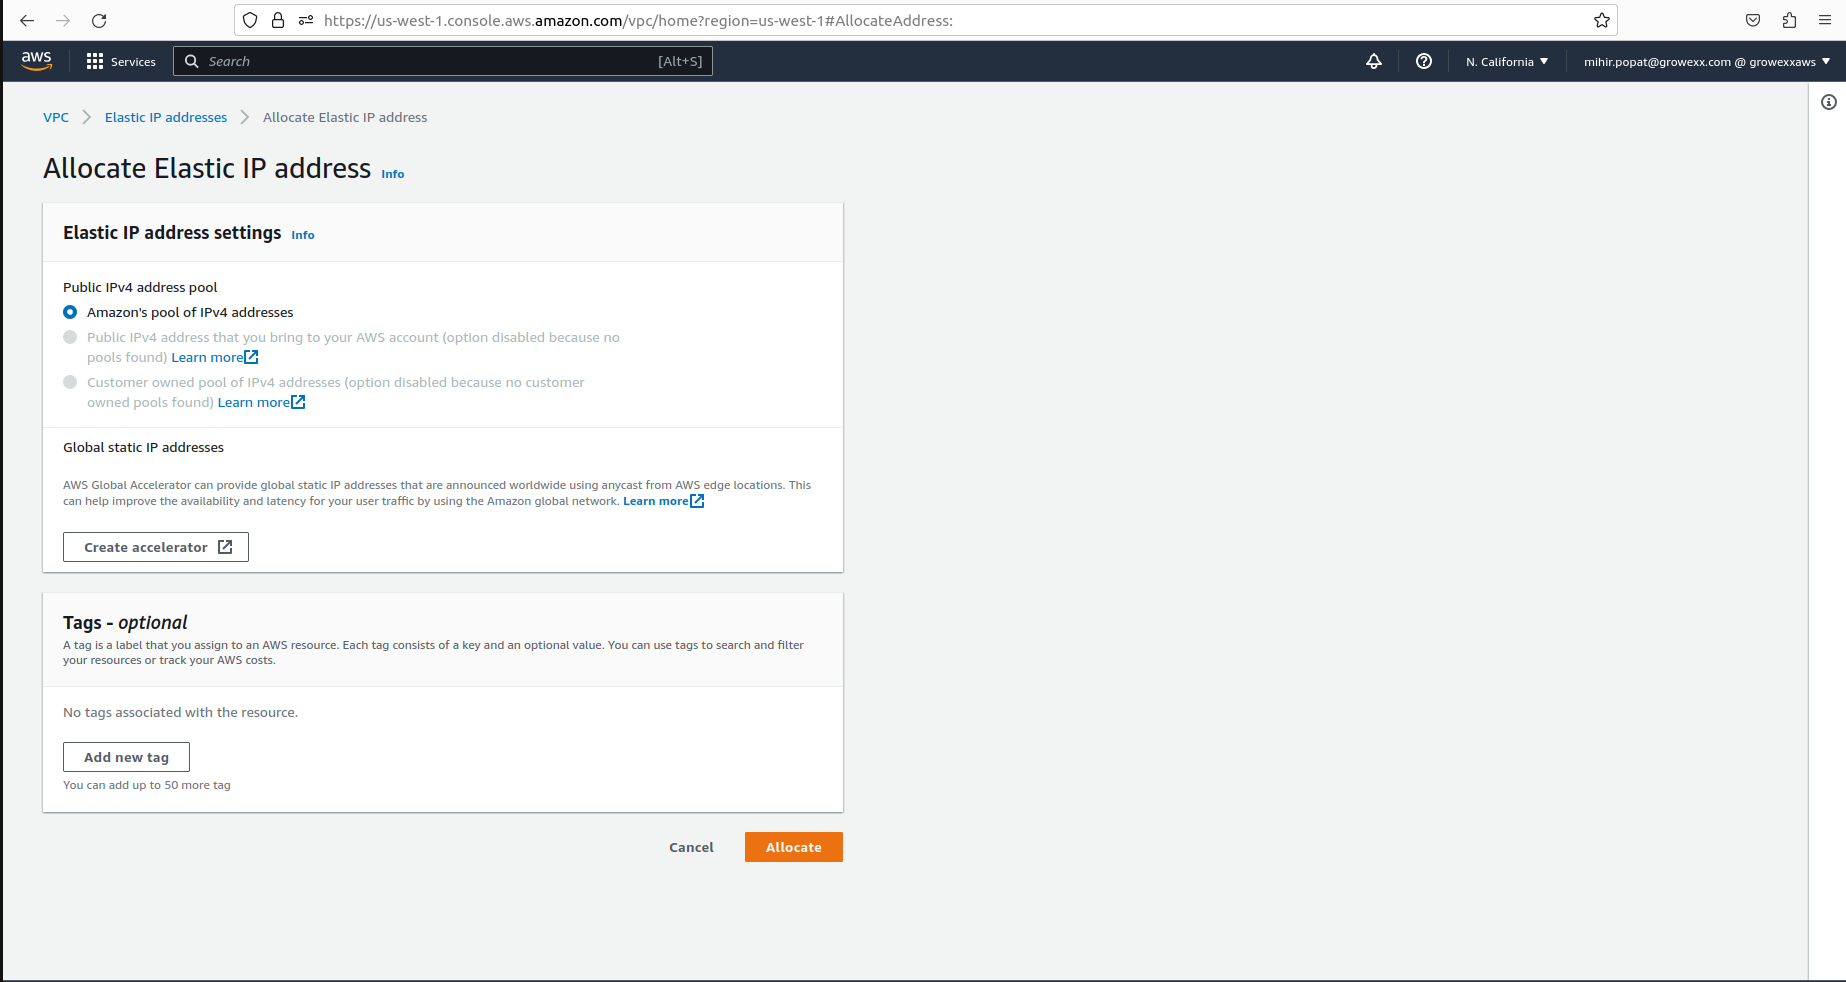 https://us-west-1.console.aws.amazon.com/vpc/home?region=us-west-1#AllocateAddress:
aws Services Search [Alt+S] N. California mihir.popat@growexx.com @ growexxaws
VPC Elastic IP addresses Allocate Elastic IP address
Allocate Elastic IP address Info
Elastic IP address settings Info
Public IPv4 address pool
Amazon's pool of IPv4 addresses
Public IPv4 address that you bring to your AWS account (option disabled because no
pools found) Learn more
Customer owned pool of IPv4 addresses (option disabled because no customer
owned pools found) Learn more
Global static IP addresses
AWS Global Accelerator can provide global static IP addresses that are announced worldwide using anycast from AWS edge locations. This
can help improve the availability and latency for your user traffic by using the Amazon global network. Learn more
Create accelerator
Tags - optional
A tag is a label that you assign to an AWS resource. Each tag consists of a key and an optional value. You can use tags to search and filter
your resources or track your AWS costs.
No tags associated with the resource.
Add new tag
You can add up to 50 more tag
Cancel Allocate